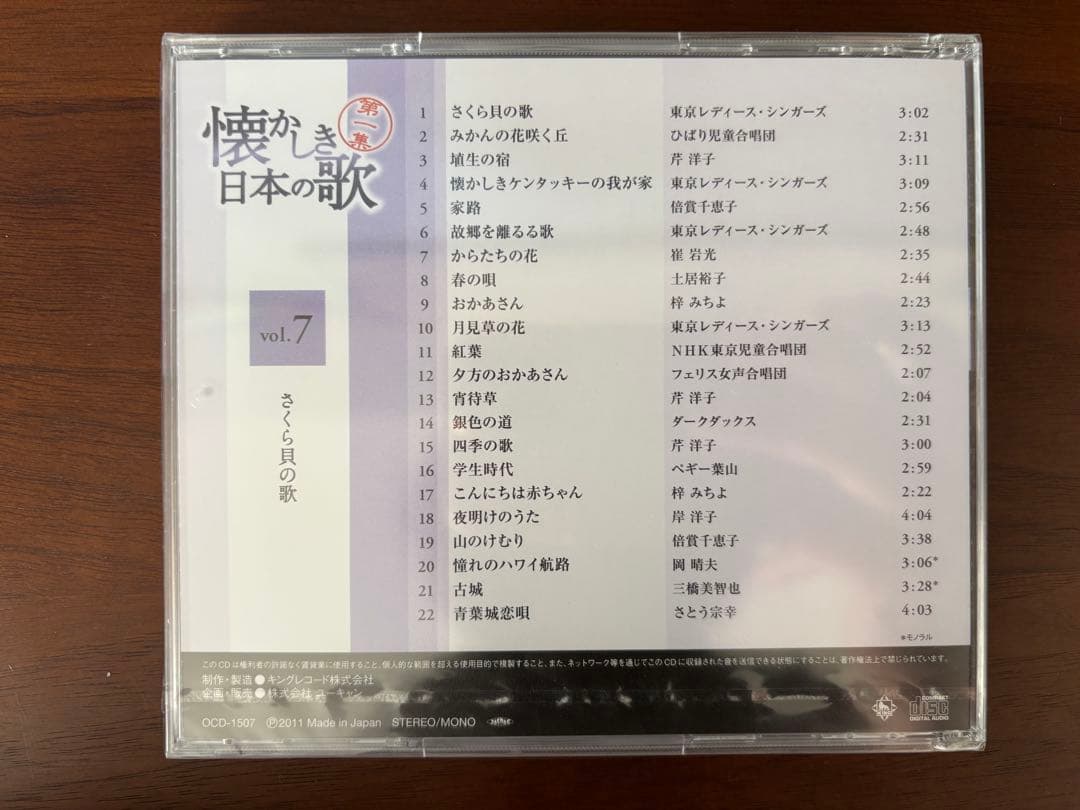 第一集
懐かしき
日本の歌
vol.7
さくら貝の歌
1 さくら貝の歌 東京レディース・シンガーズ 3:02
2 みかんの花咲く丘 ひばり児童合唱団 2:31
3 埴生の宿 芹 洋子 3:11
4 懐かしきケンタッキーの我が家 東京レディース・シンガーズ 3:09
5 家路 倍賞千恵子 2:56
6 故郷を離るる歌 東京レディース・シンガーズ 2:48
7 からたちの花 崔 岩光 2:35
8 春の唄 土居裕子 2:44
9 おかあさん 梓 みちよ 2:23
10 月見草の花 東京レディース・シンガーズ 3:13
11 紅葉 NHK東京児童合唱団 2:52
12 夕方のおかあさん フェリス女声合唱団 2:07
13 宵待草 芹 洋子 2:04
14 銀色の道 ダークダックス 2:31
15 四季の歌 芹 洋子 3:00
16 学生時代 ペギー葉山 2:59
17 こんにちは赤ちゃん 梓 みちよ 2:22
18 夜明けのうた 岸 洋子 4:04
19 山のけむり 倍賞千恵子 3:38
20 憧れのハワイ航路 岡 晴夫 3:06*
21 古城 三橋美智也 3:28*
22 青葉城恋唄 さとう宗幸 4:03
*モノラル
このCDは権利者の許諾なく賃貸業に使用すること、個人的な範囲を超える使用目的で複製すること、また、ネットワーク等を通じてこのCDに収録された音を送信できる状態にすることは、著作権法上で禁じられています。
制作・製造●キングレコード株式会社
企画・販売●株式会社 ユーキャン
OCD-1507 Ⓟ2011 Made in Japan STEREO/MONO
COMPACT
disc
DIGITAL AUDIO